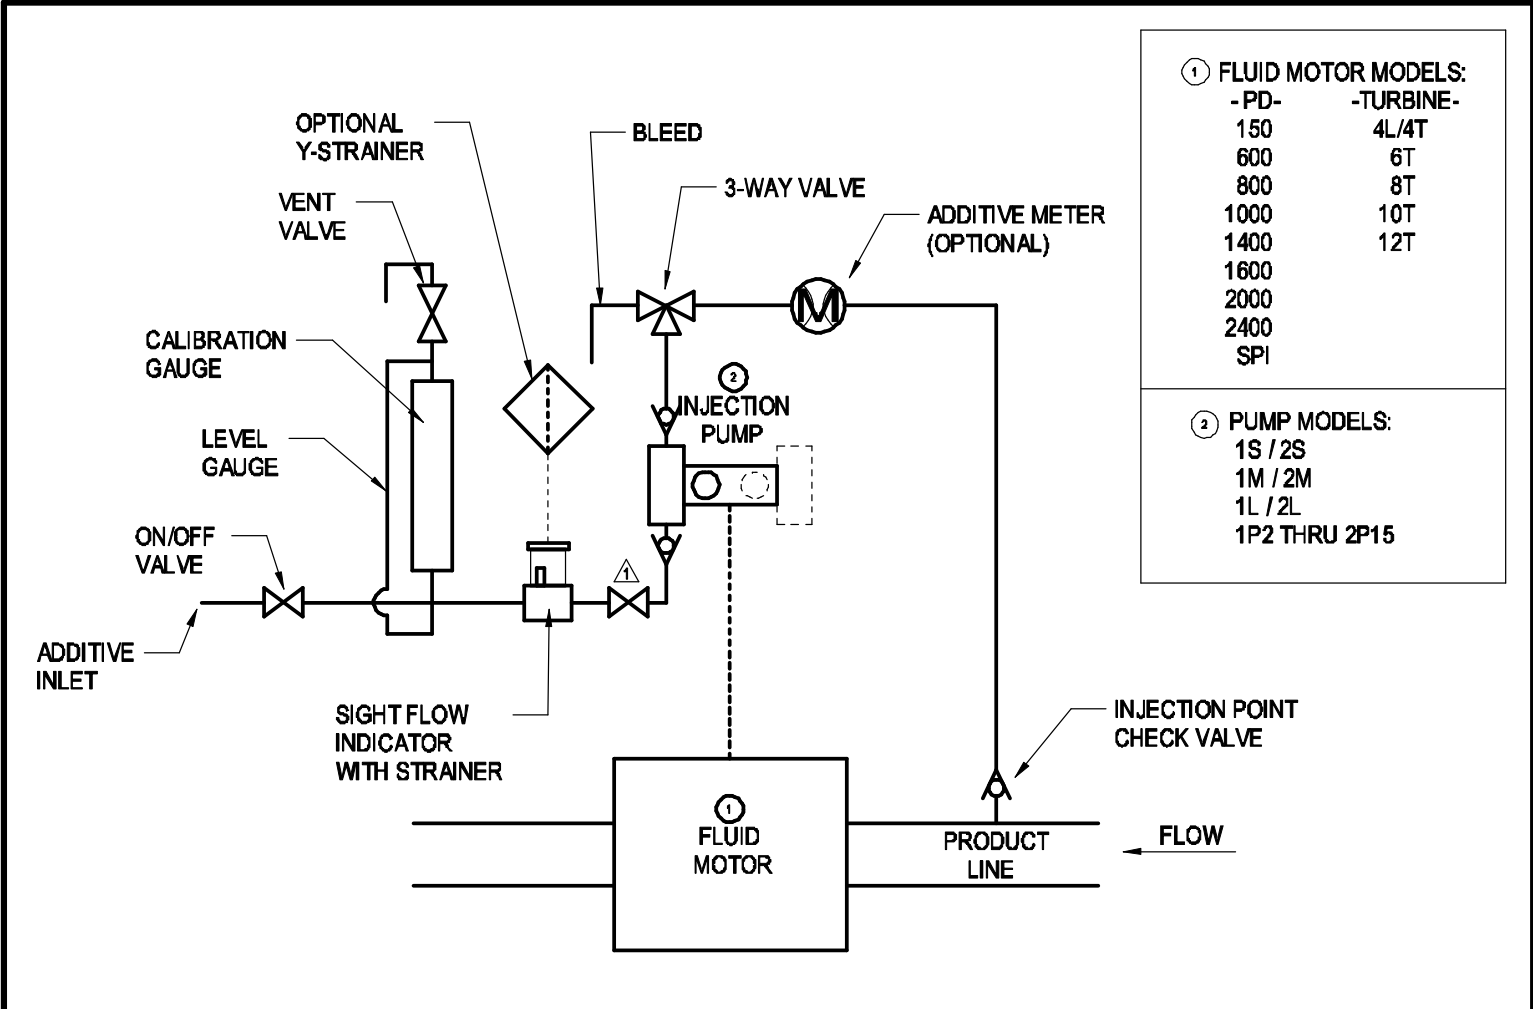 OPTIONAL
Y-STRAINER
BLEED
VENT
VALVE
3-WAY VALVE
ADDITIVE METER
(OPTIONAL)
M
CALIBRATION
GAUGE
2
INJECTION
PUMP
LEVEL
GAUGE
ON/OFF
VALVE
1
ADDITIVE
INLET
SIGHT FLOW
INDICATOR
WITH STRAINER
INJECTION POINT
CHECK VALVE
1
FLUID
MOTOR
PRODUCT
LINE
FLOW
1 FLUID MOTOR MODELS:
-PD- -TURBINE-
150 4L/4T
600 6T
800 8T
1000 10T
1400 12T
1600
2000
2400
SPI
2 PUMP MODELS:
1S / 2S
1M / 2M
1L / 2L
1P2 THRU 2P15